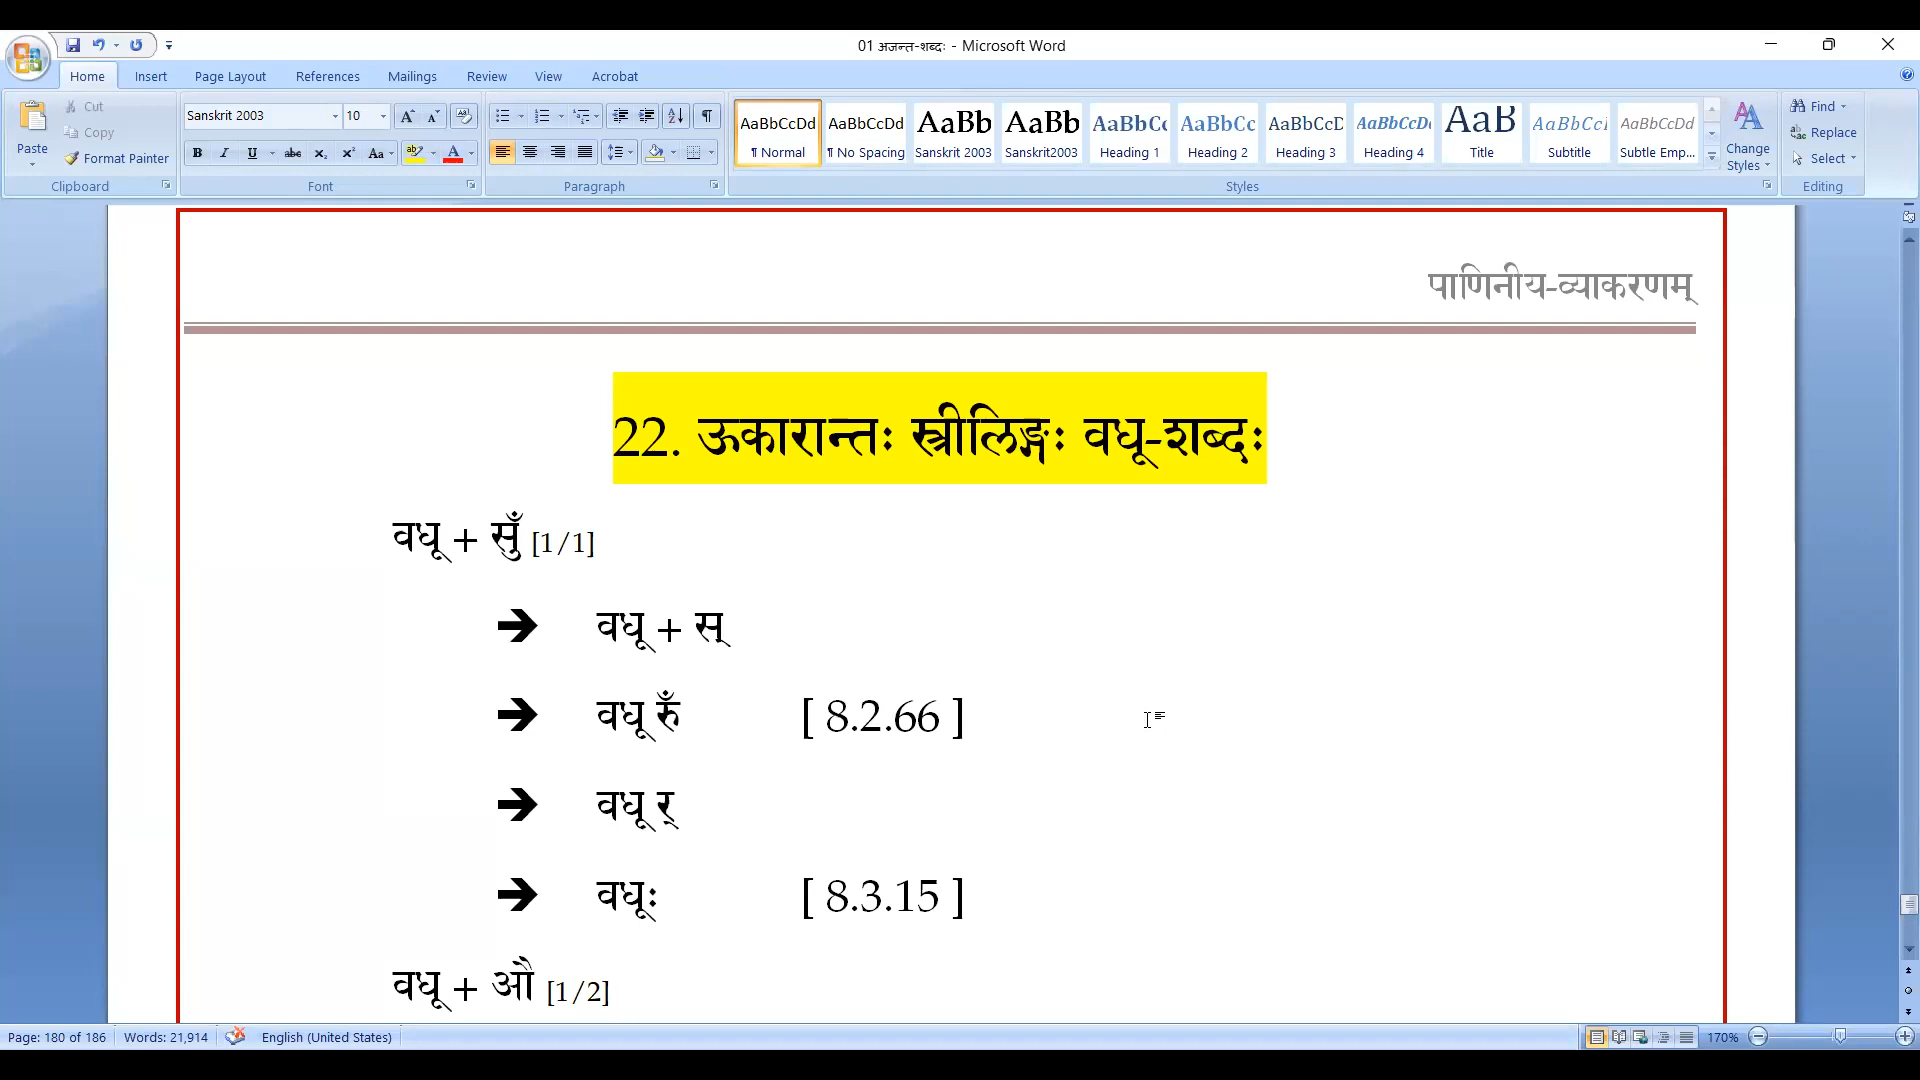 01 अजन्त-शब्दः - Microsoft Word
Home Insert Page Layout References Mailings Review View Acrobat
Paste
Cut
Copy
Format Painter
Clipboard
Sanskrit 2003 10
Font
Paragraph
AaBbCcDd AaBbCcDd AaBb AaBb AaBbCc AaBbCc AaBbCcD AaBbCcDc AaB AaBbCcI AaBbCcDd
¶ Normal ¶ No Spacing Sanskrit 2003 Sanskrit2003 Heading 1 Heading 2 Heading 3 Heading 4 Title Subtitle Subtle Emp...
Change Styles
Styles
Find
Replace
Select
Editing
पाणिनीय-व्याकरणम्
22. ऊकारान्तः स्त्रीलिङ्गः वधू-शब्दः
वधू + सुँ [1/1]
➔ वधू + स्
➔ वधू रुँ [ 8.2.66 ]
➔ वधू र्
➔ वधूः [ 8.3.15 ]
वधू + औ [1/2]
Page: 180 of 186 Words: 21,914 English (United States) 170%